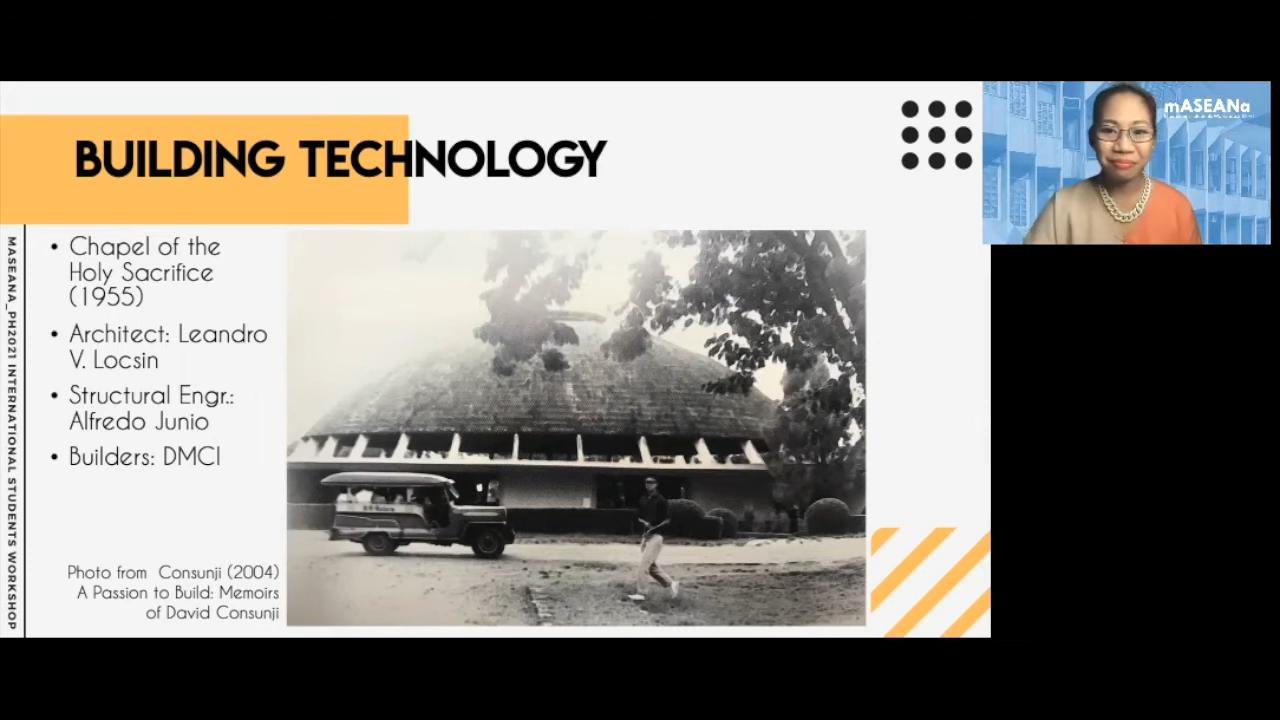 BUILDING TECHNOLOGY
mASEANa
MASEANA_PH2021 INTERNATIONAL STUDENTS WORKSHOP
• Chapel of the
Holy Sacrifice
(1955)
• Architect: Leandro
V. Locsin
• Structural Engr.:
Alfredo Junio
• Builders: DMCI
Photo from Consunji (2004)
A Passion to Build: Memoirs
of David Consunji